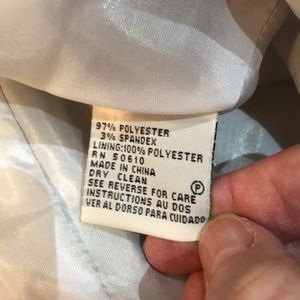 97% POLYESTER
3% SPANDEX
LINING:100% POLYESTER
RN 50610
MADE IN CHINA
DRY CLEAN
SEE REVERSE FOR CARE Ⓟ
INSTRUCTIONS AU DOS
VER AL DORSO PARA CUIDADO